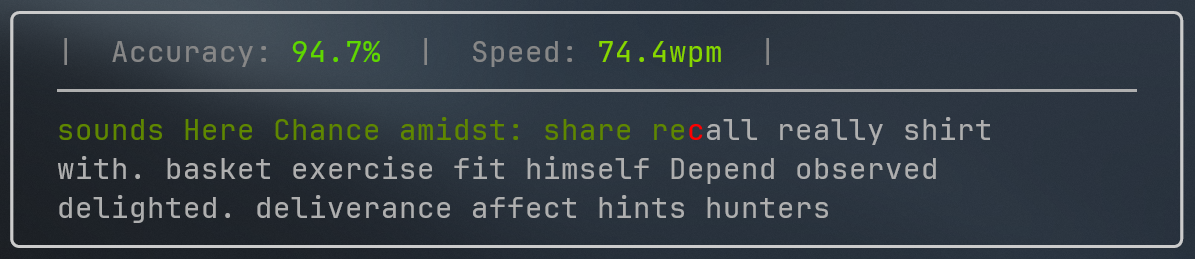 | Accuracy: 94.7% | Speed: 74.4wpm |
sounds Here Chance amidst: share recall really shirt
with. basket exercise fit himself Depend observed
delighted. deliverance affect hints hunters